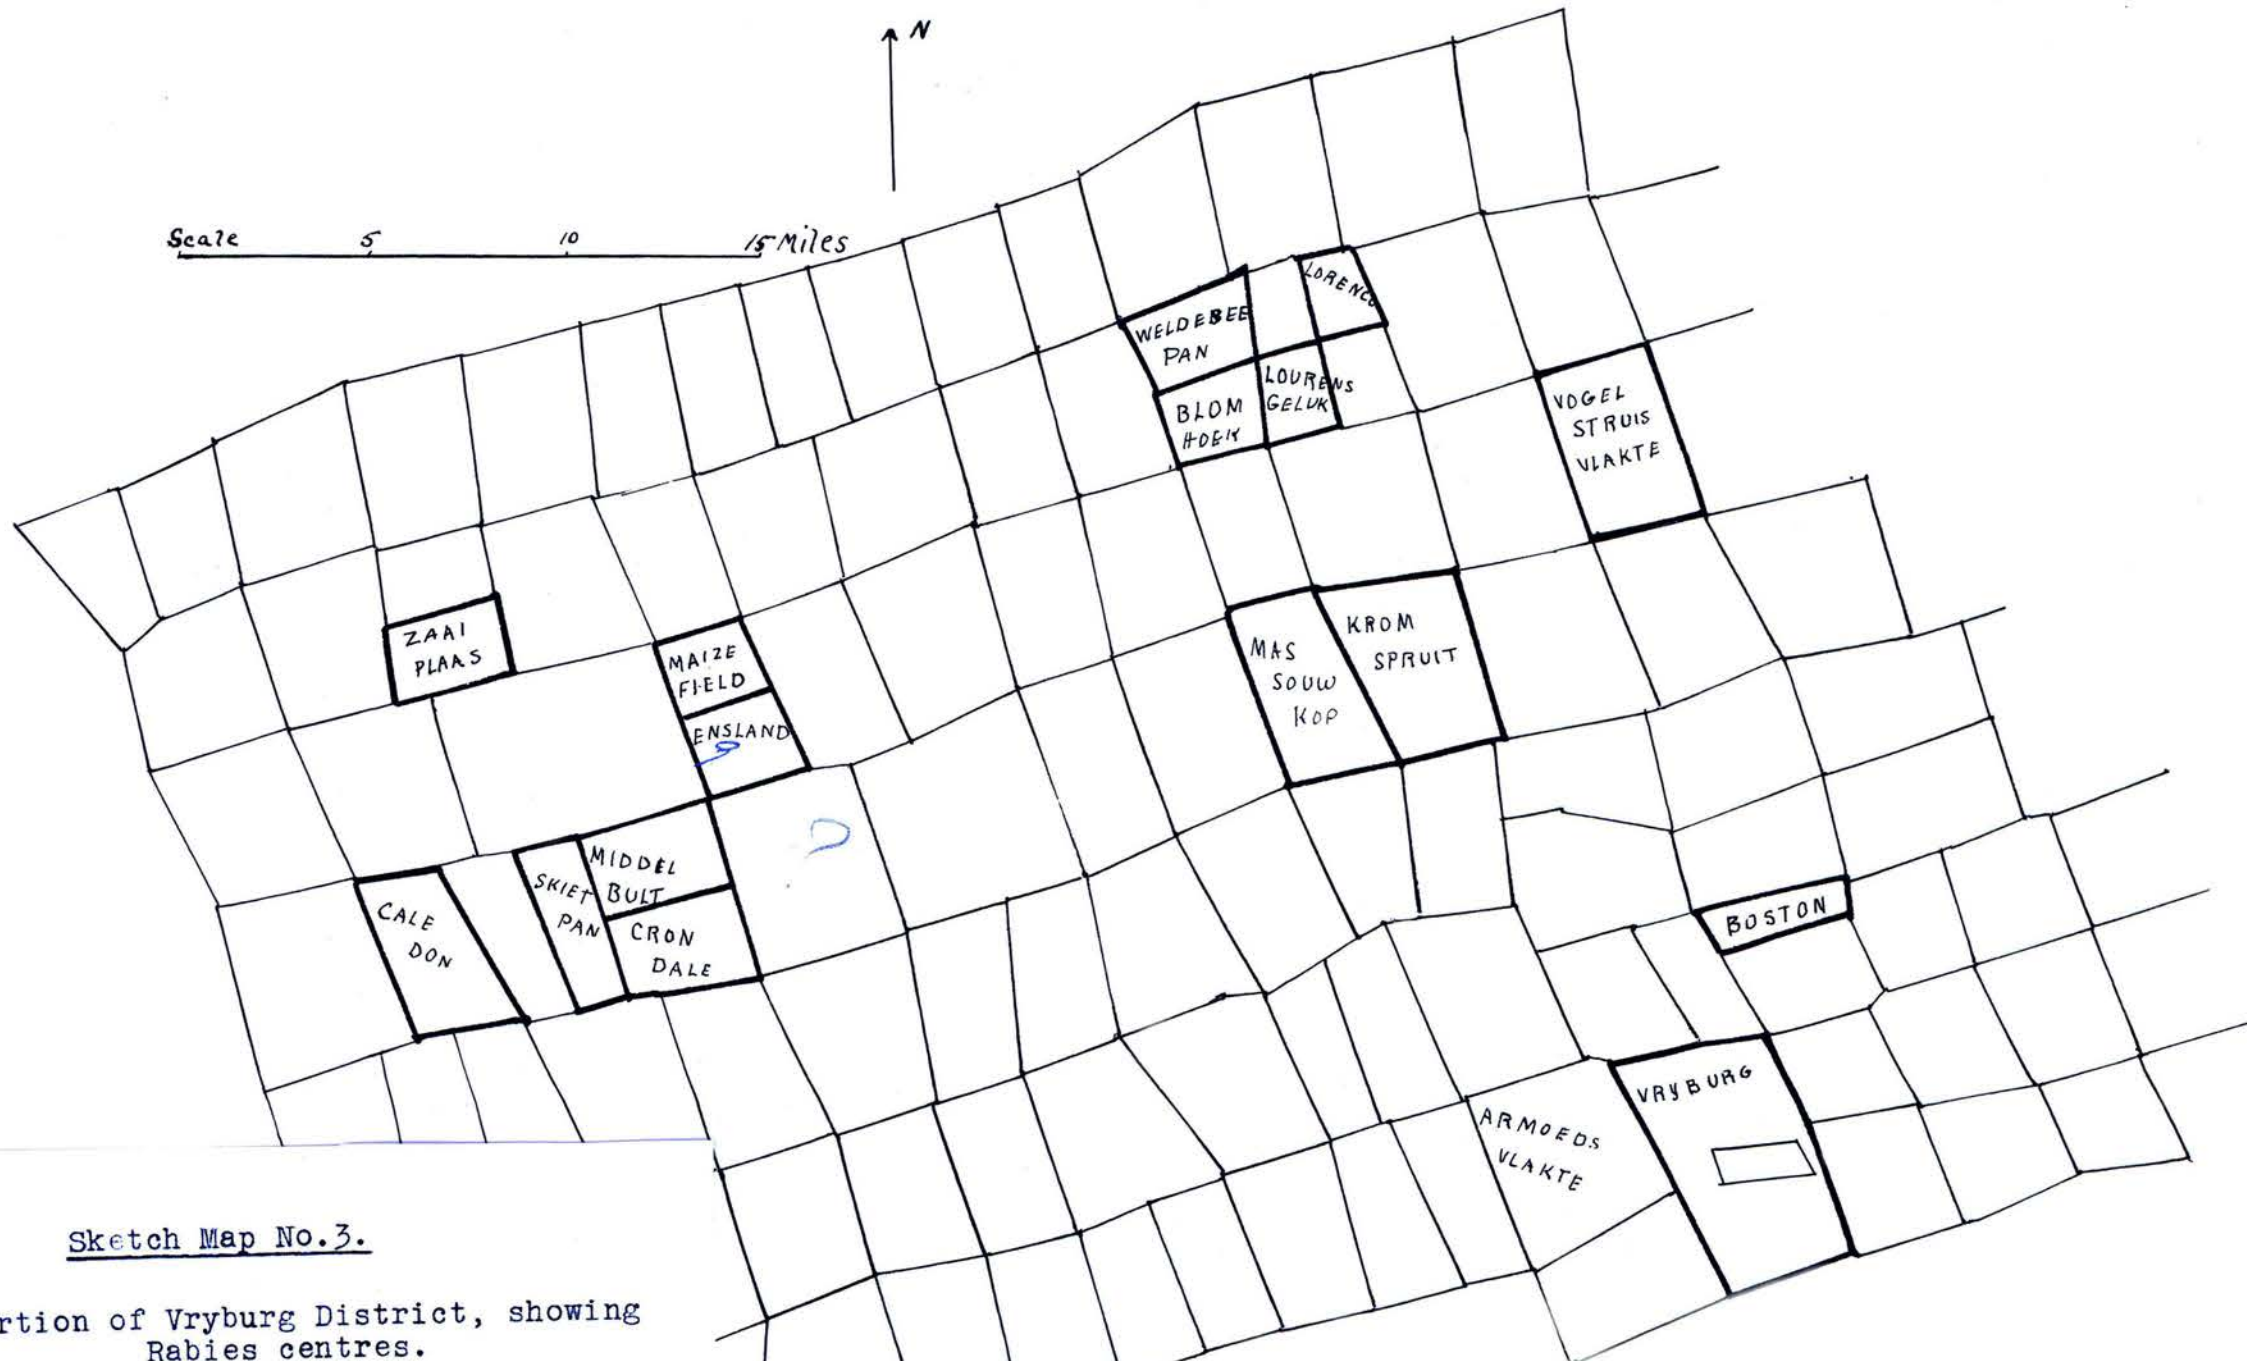 N
Scale 5 10 15 Miles
LORENCO
WELDEBEE
PAN
LOURENS
GELUK
BLOM
HOEK
VOGEL
STRUIS
VLAKTE
ZAAI
PLAAS
MAIZE
FIELD
ENSLAND
MAS
SOUW
KOP
KROM
SPRUIT
MIDDEL
BULT
SKIET
PAN
CRON
DALE
CALE
DON
BOSTON
VRYBURG
ARMOEDS
VLAKTE
Sketch Map No.3.
rtion of Vryburg District, showing
Rabies centres.